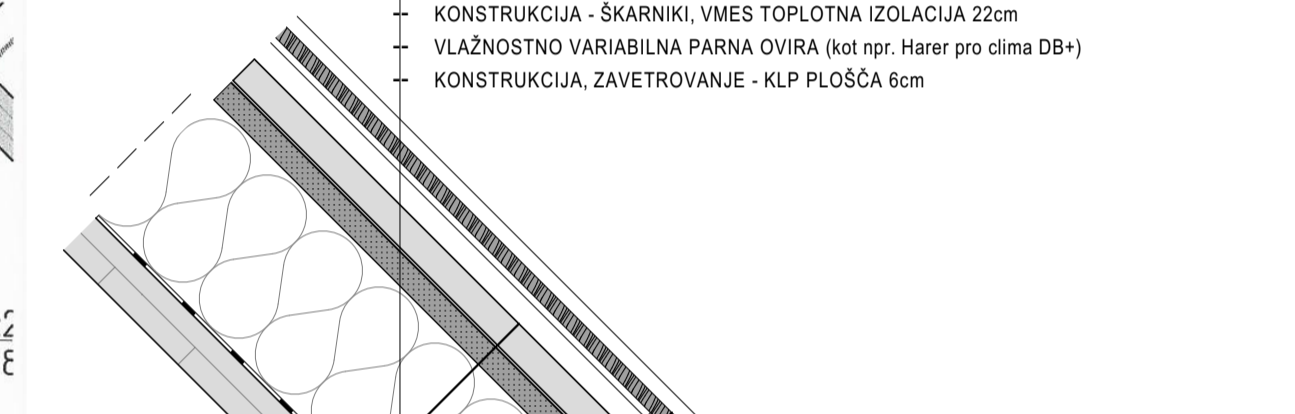 -- KONSTRUKCIJA - ŠKARNIKI, VMES TOPLOTNA IZOLACIJA 22cm
-- VLAŽNOSTNO VARIABILNA PARNA OVIRA (kot npr. Harer pro clima DB+)
-- KONSTRUKCIJA, ZAVETROVANJE - KLP PLOŠČA 6cm